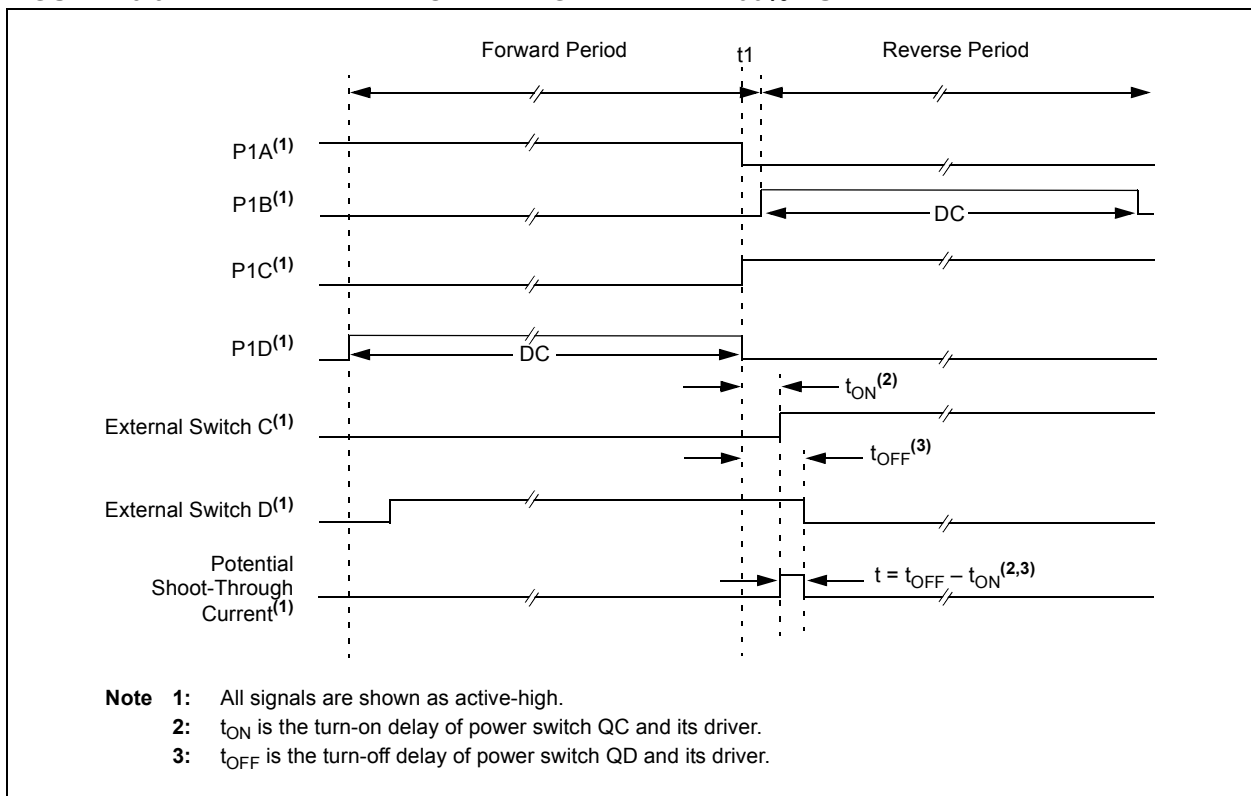 Forward Period
t1
Reverse Period
P1A(1)
P1B(1)
DC
P1C(1)
P1D(1)
DC
tON(2)
External Switch C(1)
tOFF(3)
External Switch D(1)
Potential
Shoot-Through
Current(1)
t = tOFF – tON(2,3)
Note 1: All signals are shown as active-high.
2: tON is the turn-on delay of power switch QC and its driver.
3: tOFF is the turn-off delay of power switch QD and its driver.